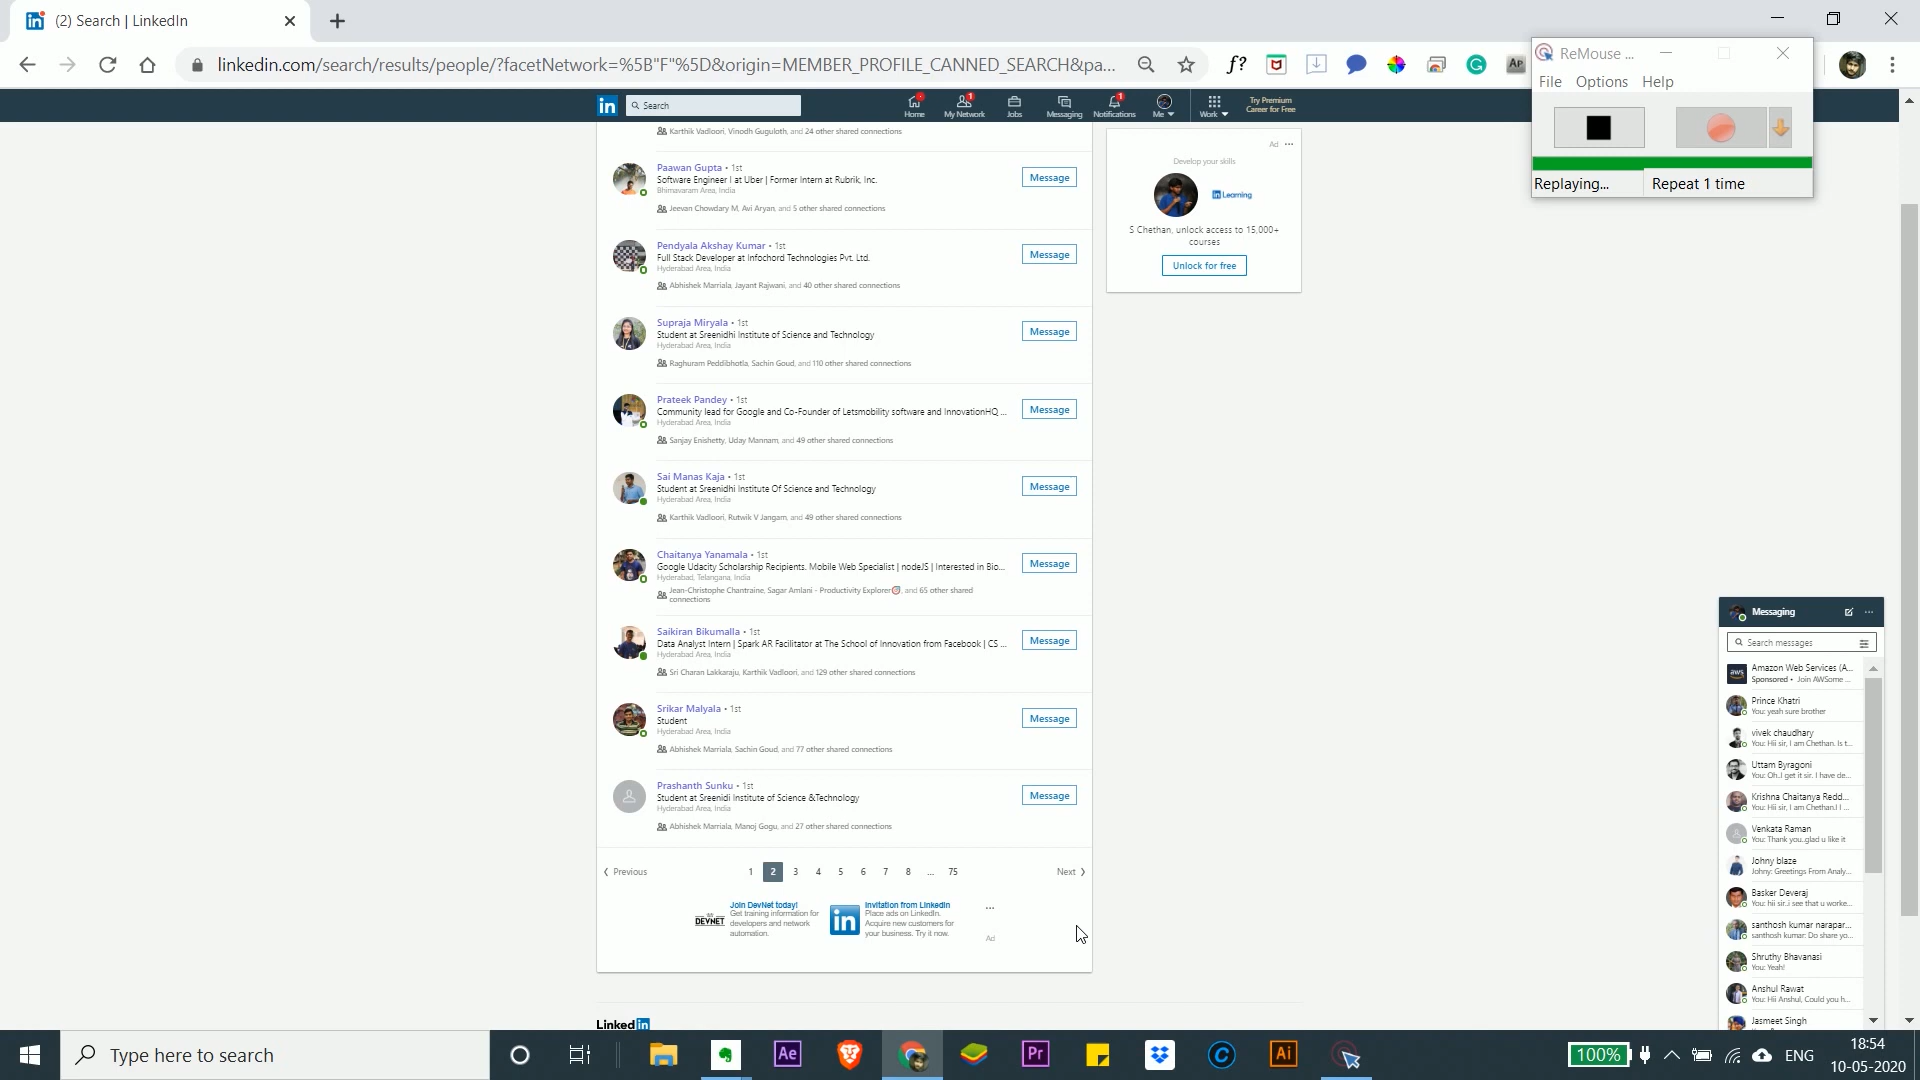 (2) Search | LinkedIn
linkedin.com/search/results/people/?facetNetwork=%5B"F"%5D&origin=MEMBER_PROFILE_CANNED_SEARCH&pa...
f?
AP
ReMouse ...
File Options Help
Replaying...
Repeat 1 time
in
Search
Home
My Network
1
Jobs
Messaging
Notifications
1
Me
Work
Try Premium
Career for Free
Karthik Vadloori, Vinodh Guguloth, and 24 other shared connections
Paawan Gupta • 1st
Software Engineer I at Uber | Former Intern at Rubrik, Inc.
Bhimavaram Area, India
Jeevan Chowdary M, Avi Aryan, and 5 other shared connections
Message
Pendyala Akshay Kumar • 1st
Full Stack Developer at Infochord Technologies Pvt. Ltd.
Hyderabad Area, India
Abhishek Marriala, Jayant Rajwani, and 40 other shared connections
Message
Supraja Miryala • 1st
Student at Sreenidhi Institute of Science and Technology
Hyderabad Area, India
Raghuram Peddibhotla, Sachin Goud, and 110 other shared connections
Message
Prateek Pandey • 1st
Community lead for Google and Co-Founder of Letsmobility software and InnovationHQ ...
Hyderabad Area, India
Sanjay Enishetty, Uday Mannam, and 49 other shared connections
Message
Sai Manas Kaja • 1st
Student at Sreenidhi Institute Of Science and Technology
Hyderabad Area, India
Karthik Vadloori, Rutwik V Jangam, and 49 other shared connections
Message
Chaitanya Yanamala • 1st
Google Udacity Scholarship Recipients. Mobile Web Specialist | nodeJS | Interested in Bio...
Hyderabad, Telangana, India
Jean-Christophe Chantraine, Sagar Amlani - Productivity Explorer🎯, and 65 other shared
connections
Message
Saikiran Bikumalla • 1st
Data Analyst Intern | Spark AR Facilitator at The School of Innovation from Facebook | CS ...
Hyderabad Area, India
Sri Charan Lakkaraju, Karthik Vadloori, and 129 other shared connections
Message
Srikar Malyala • 1st
Student
Hyderabad Area, India
Abhishek Marriala, Sachin Goud, and 77 other shared connections
Message
Prashanth Sunku • 1st
Student at Sreenidi Institute of Science &Technology
Hyderabad Area, India
Abhishek Marriala, Manoj Gogu, and 27 other shared connections
Message
Previous 1 2 3 4 5 6 7 8 ... 75 Next
DEVNET
Join DevNet today!
Get training information for
developers and network
automation.
in
Invitation from LinkedIn
Place ads on LinkedIn.
Acquire new customers for
your business. Try it now.
...
Ad
Linked in
Ad ...
Develop your skills
in Learning
S Chethan, unlock access to 15,000+
courses
Unlock for free
Messaging
Search messages
aws
Amazon Web Services (A...
Sponsored • Join AWSome ...
Prince Khatri
You: yeah sure brother
vivek chaudhary
You: Hii sir, I am Chethan. Is t...
Uttam Byragoni
You: Oh..I get it sir. I have de...
Krishna Chaitanya Redd...
You: Hii sir, I am Chethan.I I ...
Venkata Raman
You: Thank you..glad u like it
Johny blaze
Johny: Greetings From Analy...
Basker Deveraj
You: hii sir..i see that u worke...
santhosh kumar narapar...
santhosh kumar: Do share yo...
Shruthy Bhavanasi
You: Yeah!
Anshul Rawat
You: Hii Anshul, Could you h...
Jasmeet Singh
Type here to search
Ae
Pr
Ai
100%
ENG
18:54
10-05-2020